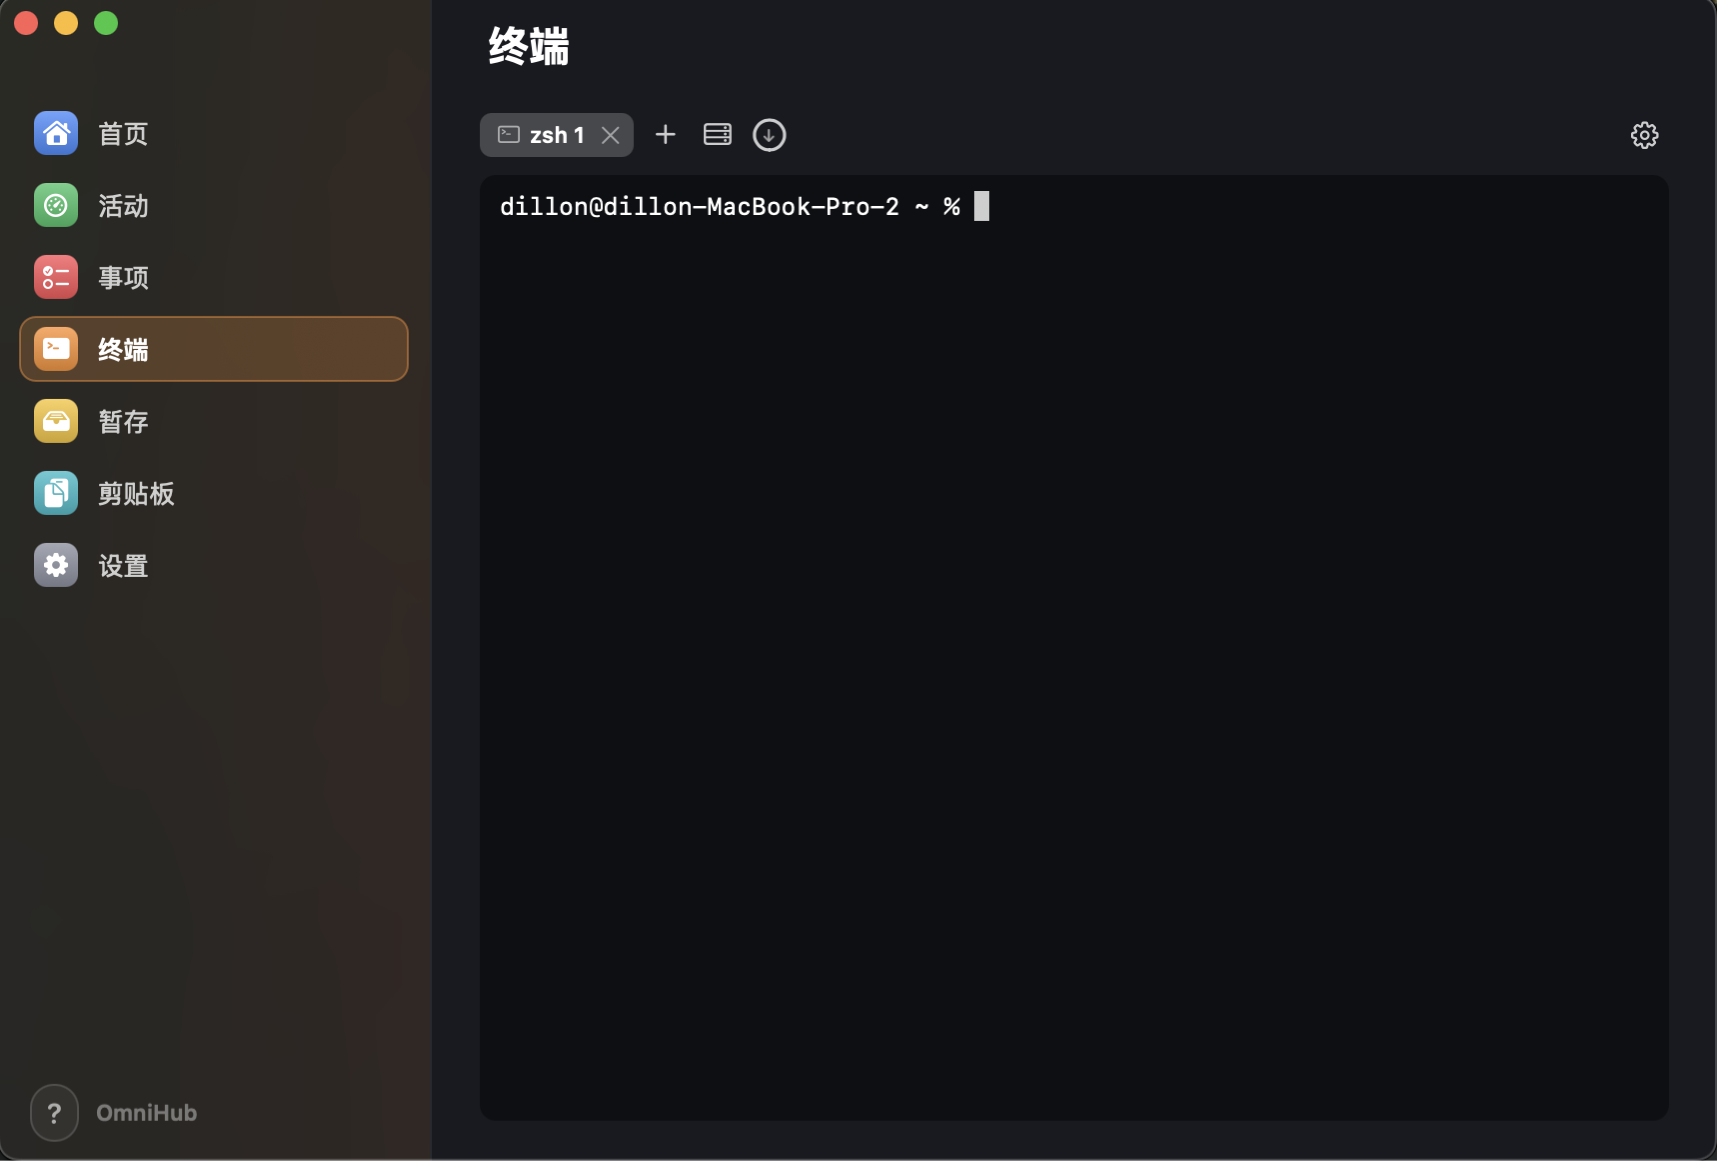 首页
活动
事项
终端
暂存
剪贴板
设置
? OmniHub
终端
zsh 1
dillon@dillon-MacBook-Pro-2 ~ %